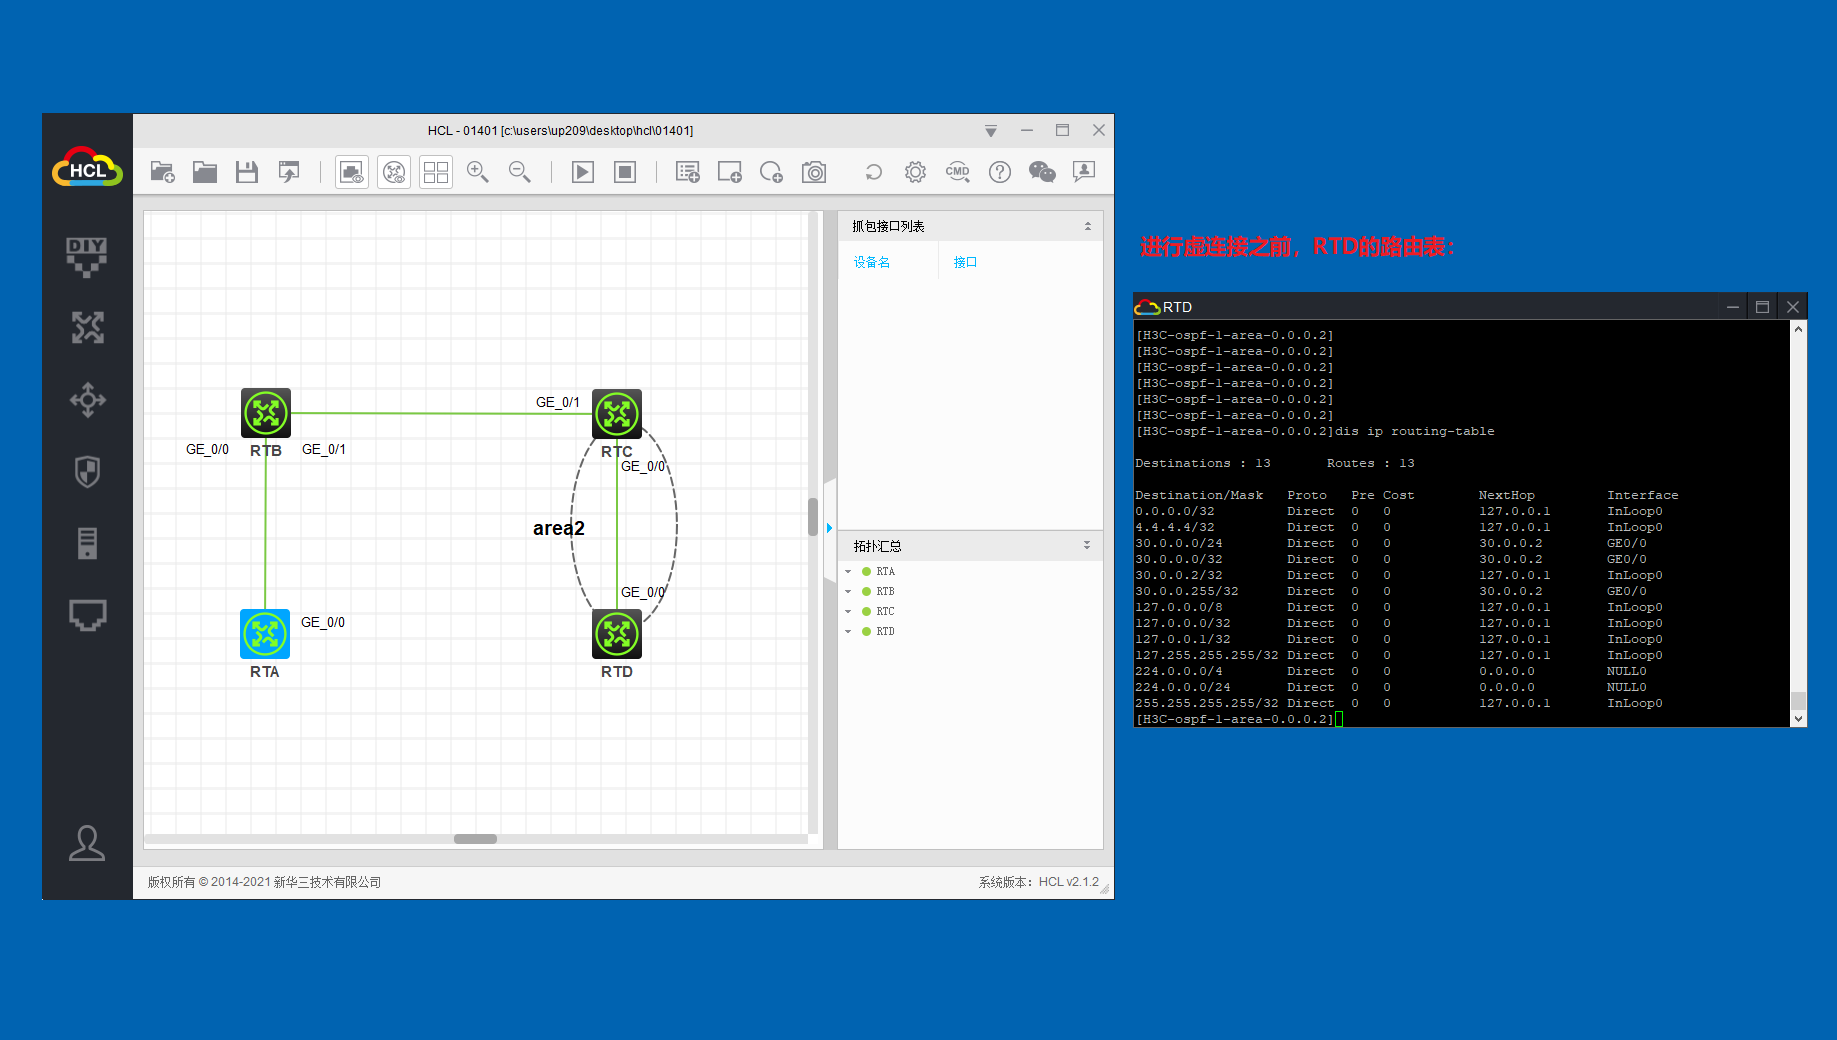 HCL - 01401 [c:\users\up209\desktop\hcl\01401]
HCL
CMD
DIY
抓包接口列表
设备名 接口
GE_0/1
RTB
RTC
GE_0/0
GE_0/1
GE_0/0
area2
GE_0/0
GE_0/0
RTA
RTD
拓扑汇总
RTA
RTB
RTC
RTD
版权所有 © 2014-2021 新华三技术有限公司
系统版本：HCL v2.1.2
进行虚连接之前，RTD的路由表：
RTD
[H3C-ospf-1-area-0.0.0.2]
[H3C-ospf-1-area-0.0.0.2]
[H3C-ospf-1-area-0.0.0.2]
[H3C-ospf-1-area-0.0.0.2]
[H3C-ospf-1-area-0.0.0.2]
[H3C-ospf-1-area-0.0.0.2]
[H3C-ospf-1-area-0.0.0.2]dis ip routing-table
Destinations : 13 Routes : 13
Destination/Mask Proto Pre Cost NextHop Interface
0.0.0.0/32 Direct 0 0 127.0.0.1 InLoop0
4.4.4.4/32 Direct 0 0 127.0.0.1 InLoop0
30.0.0.0/24 Direct 0 0 30.0.0.2 GE0/0
30.0.0.0/32 Direct 0 0 30.0.0.2 GE0/0
30.0.0.2/32 Direct 0 0 127.0.0.1 InLoop0
30.0.0.255/32 Direct 0 0 30.0.0.2 GE0/0
127.0.0.0/8 Direct 0 0 127.0.0.1 InLoop0
127.0.0.0/32 Direct 0 0 127.0.0.1 InLoop0
127.0.0.1/32 Direct 0 0 127.0.0.1 InLoop0
127.255.255.255/32 Direct 0 0 127.0.0.1 InLoop0
224.0.0.0/4 Direct 0 0 0.0.0.0 NULL0
224.0.0.0/24 Direct 0 0 0.0.0.0 NULL0
255.255.255.255/32 Direct 0 0 127.0.0.1 InLoop0
[H3C-ospf-1-area-0.0.0.2]